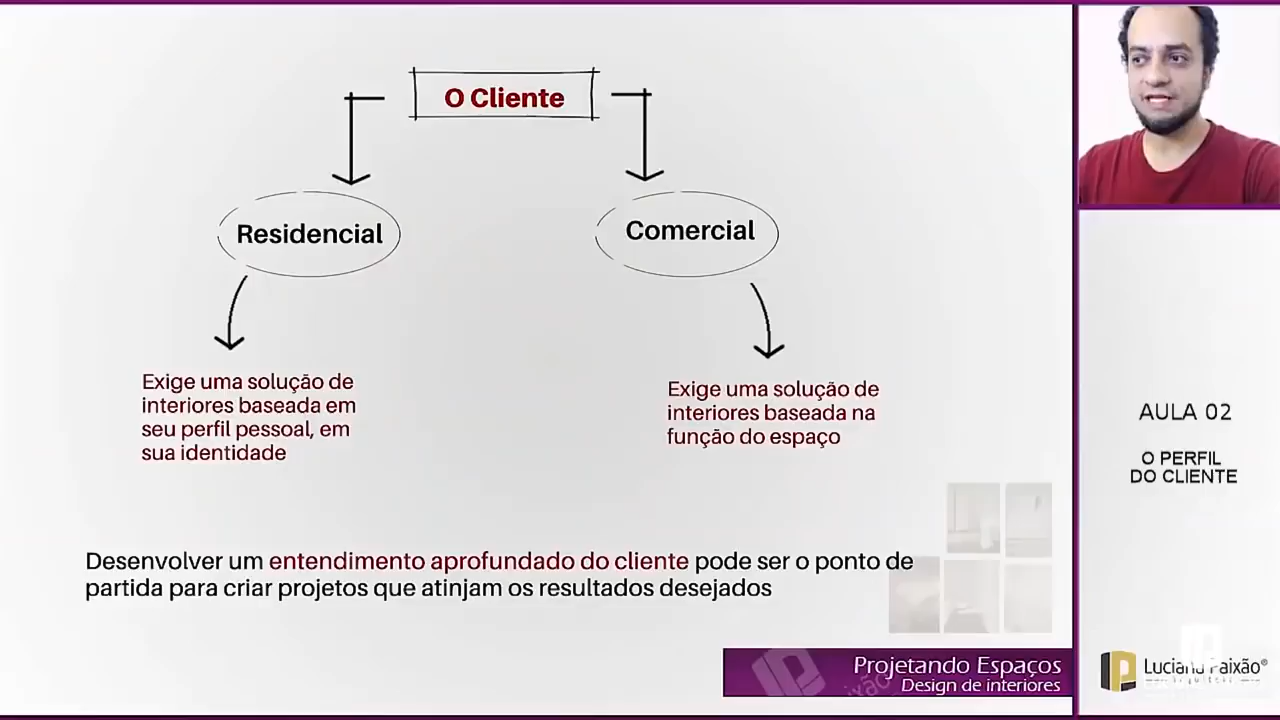 O Cliente
Residencial
Comercial
Exige uma solução de
interiores baseada em
seu perfil pessoal, em
sua identidade
Exige uma solução de
interiores baseada na
função do espaço
Desenvolver um entendimento aprofundado do cliente pode ser o ponto de
partida para criar projetos que atinjam os resultados desejados
Projetando Espaços
Design de interiores
AULA 02
O PERFIL
DO CLIENTE
Paixão®